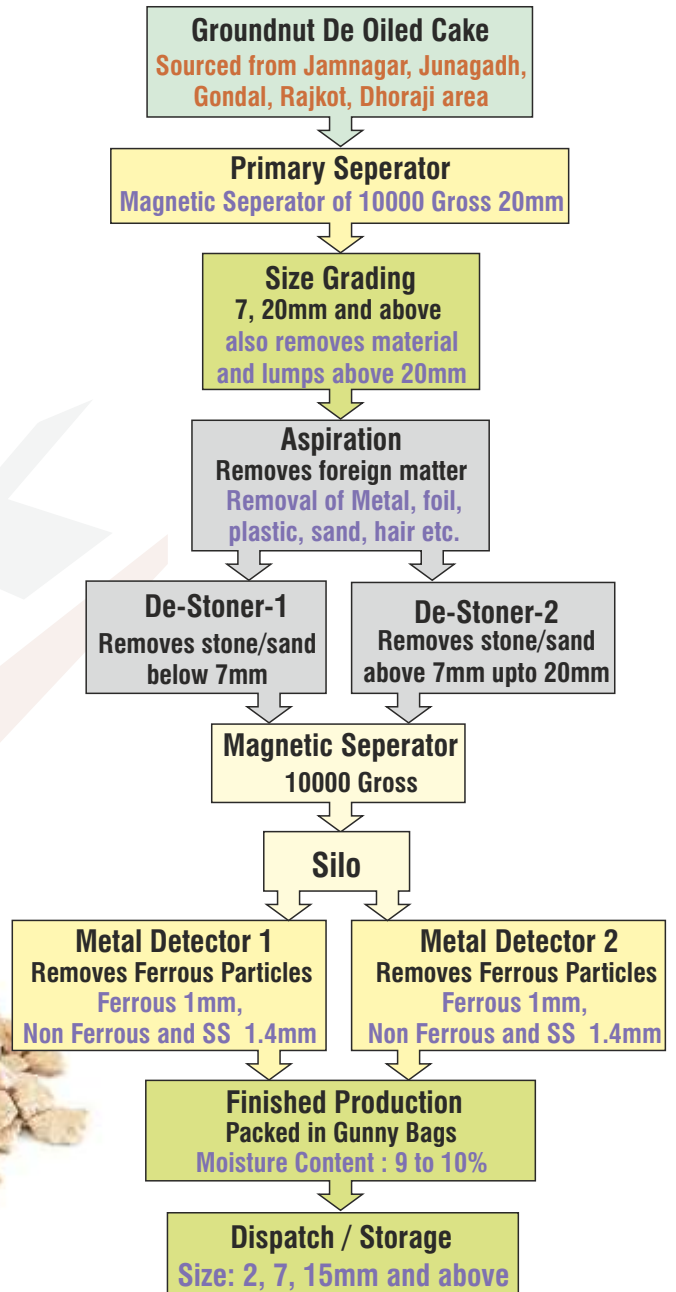 Groundnut De Oiled Cake
Sourced from Jamnagar, Junagadh,
Gondal, Rajkot, Dhoraji area
Primary Seperator
Magnetic Seperator of 10000 Gross 20mm
Size Grading
7, 20mm and above
also removes material
and lumps above 20mm
Aspiration
Removes foreign matter
Removal of Metal, foil,
plastic, sand, hair etc.
De-Stoner-1
Removes stone/sand
below 7mm
De-Stoner-2
Removes stone/sand
above 7mm upto 20mm
Magnetic Seperator
10000 Gross
Silo
Metal Detector 1
Removes Ferrous Particles
Ferrous 1mm,
Non Ferrous and SS 1.4mm
Metal Detector 2
Removes Ferrous Particles
Ferrous 1mm,
Non Ferrous and SS 1.4mm
Finished Production
Packed in Gunny Bags
Moisture Content : 9 to 10%
Dispatch / Storage
Size: 2, 7, 15mm and above